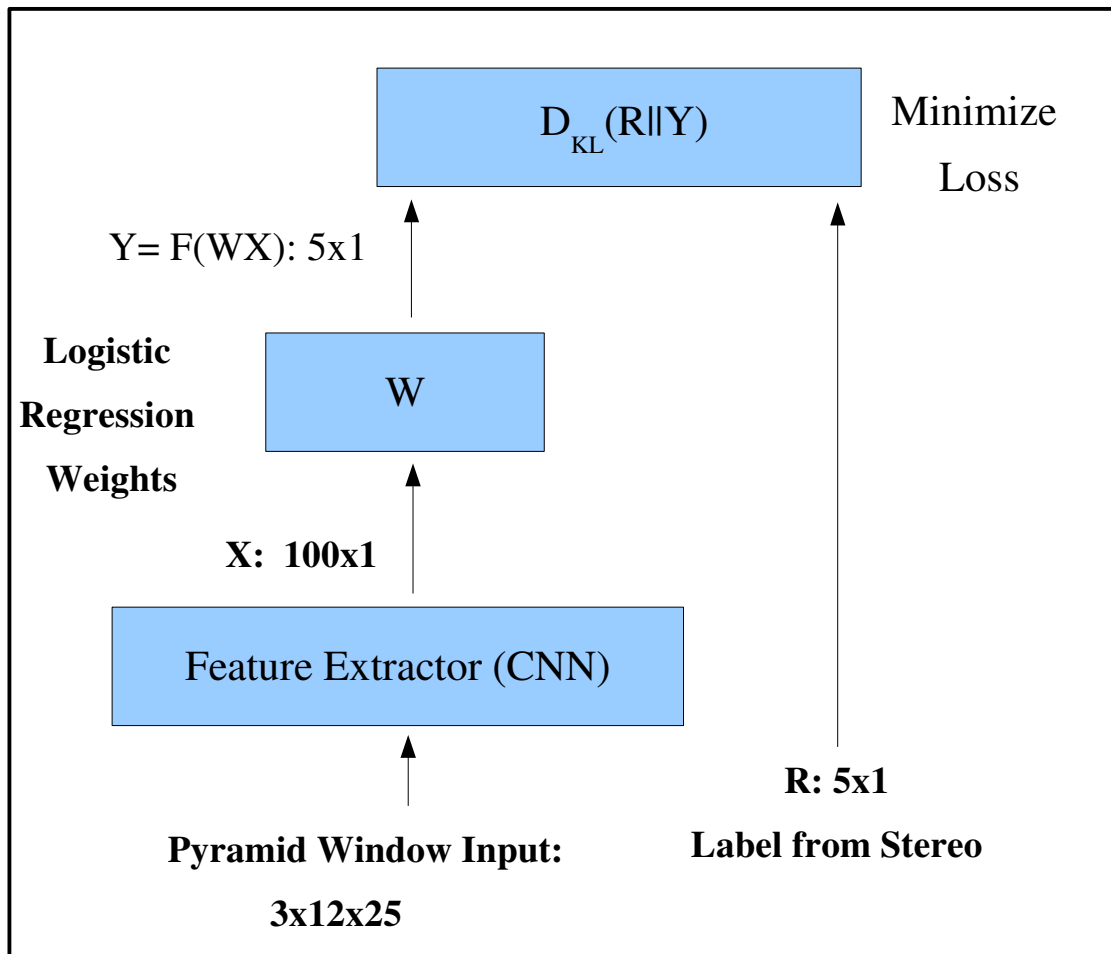 D_KL(R||Y)
Minimize
Loss
Y= F(WX): 5x1
Logistic
Regression
Weights
W
X: 100x1
Feature Extractor (CNN)
R: 5x1
Label from Stereo
Pyramid Window Input:
3x12x25